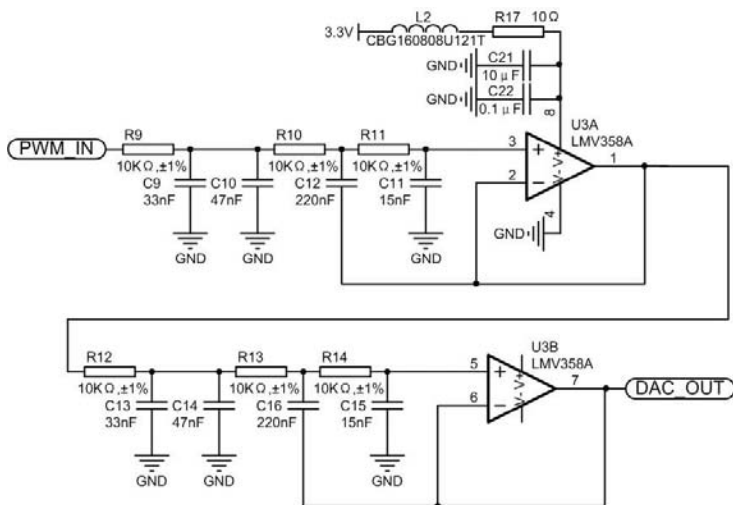 L2
R17 10Ω
3.3V
CBG160808U121T
GND C21
10μF
GND C22
0.1μF
8
U3A
LMV358A
PWM_IN
R9 R10 R11
3 + V+ 1
10KΩ,±1% 10KΩ,±1% 10KΩ,±1%
2 − V-
C9 C10 C12 C11
33nF 47nF 220nF 15nF
4
GND
GND GND GND
R12 R13 R14
U3B
LMV358A
5 + V+ 7
DAC_OUT
10KΩ,±1% 10KΩ,±1% 10KΩ,±1%
6 − V-
C13 C14 C16 C15
33nF 47nF 220nF 15nF
GND GND GND